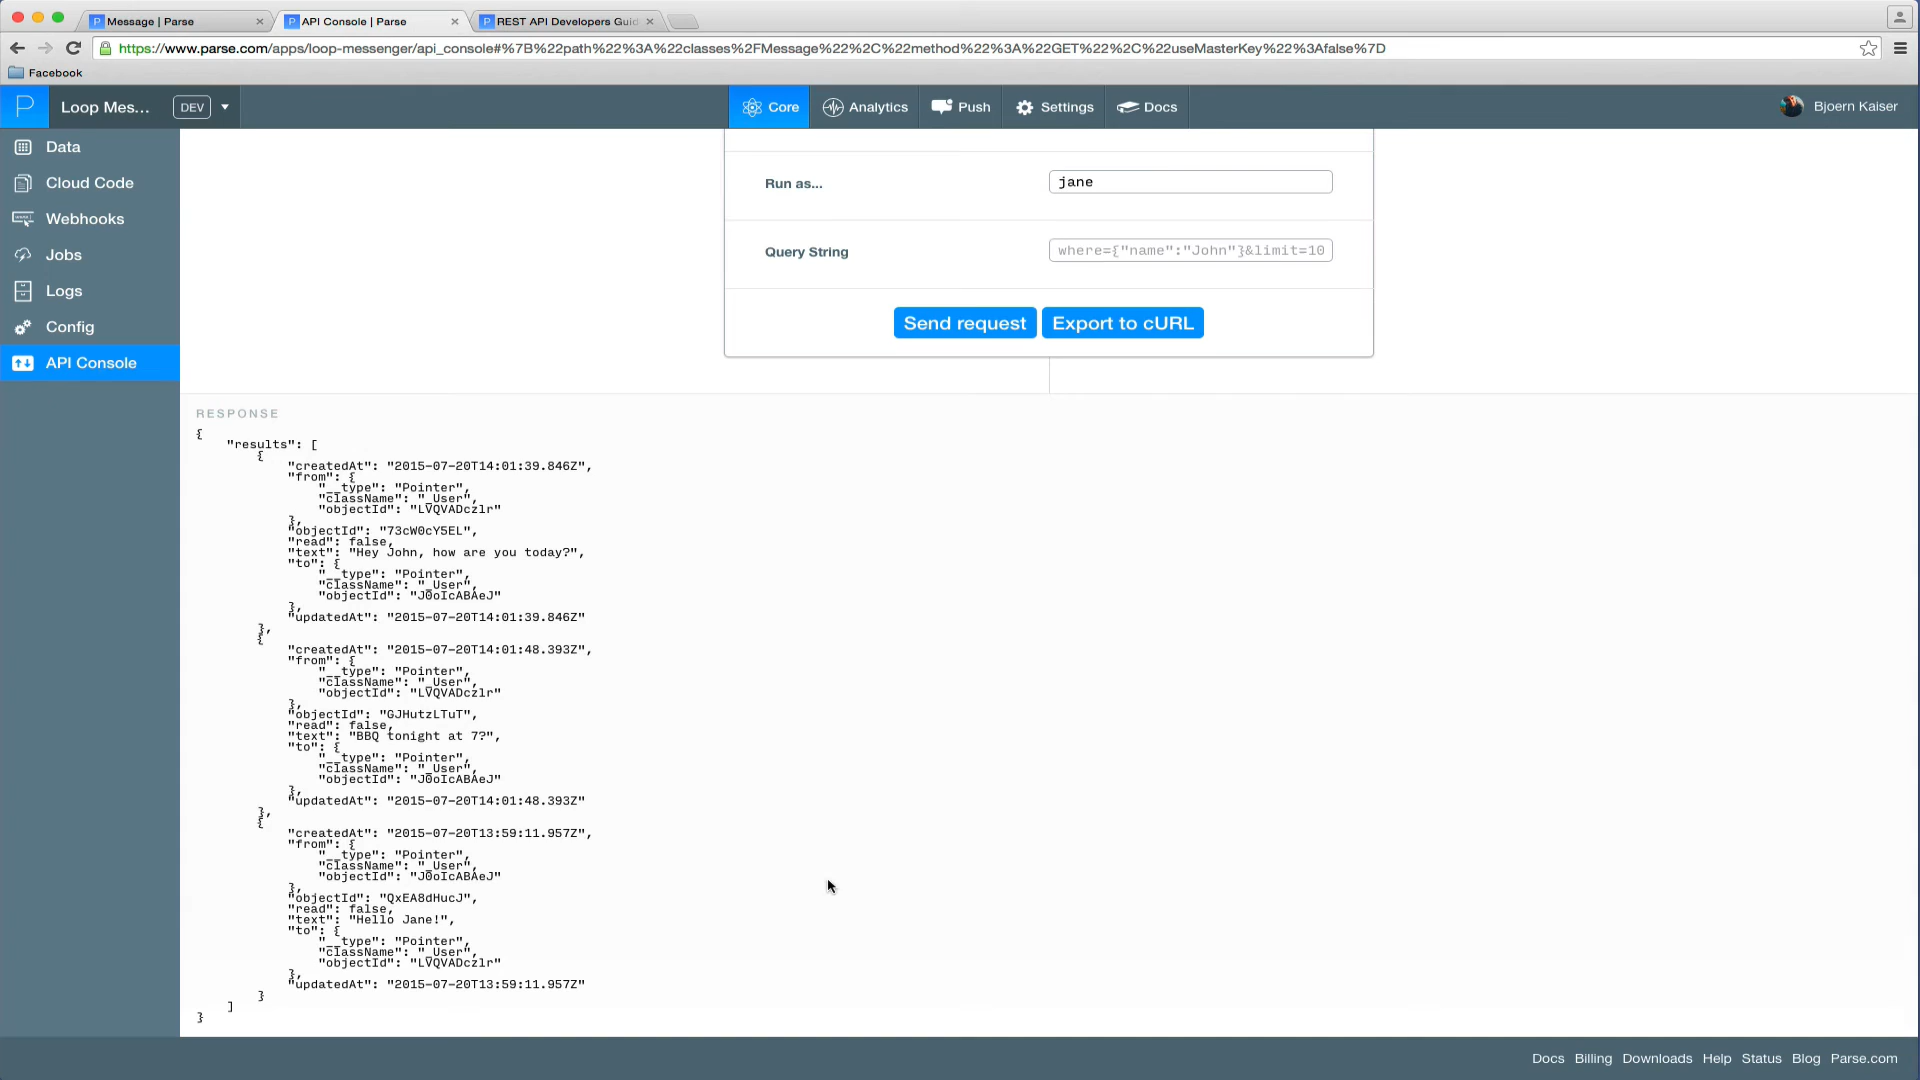 Message | Parse
API Console | Parse
REST API Developers Guid
https://www.parse.com/apps/loop-messenger/api_console#%7B%22path%22%3A%22classes%2FMessage%22%2C%22method%22%3A%22GET%22%2C%22useMasterKey%22%3Afalse%7D
Facebook
P Loop Mes... DEV
Core
Analytics
Push
Settings
Docs
Bjoern Kaiser
Data
Cloud Code
Webhooks
Jobs
Logs
Config
API Console
Run as... jane
Query String where={"name":"John"}&limit=10
Send request Export to cURL
RESPONSE
{
"results": [
{
"createdAt": "2015-07-20T14:01:39.846Z",
"from": {
"__type": "Pointer",
"className": "_User",
"objectId": "LVQVADczlr"
},
"objectId": "73cW0cY5EL",
"read": false,
"text": "Hey John, how are you today?",
"to": {
"__type": "Pointer",
"className": "_User",
"objectId": "J0oIcABAeJ"
},
"updatedAt": "2015-07-20T14:01:39.846Z"
},
{
"createdAt": "2015-07-20T14:01:48.393Z",
"from": {
"__type": "Pointer",
"className": "_User",
"objectId": "LVQVADczlr"
},
"objectId": "GJHutzLTuT",
"read": false,
"text": "BBQ tonight at 7?",
"to": {
"__type": "Pointer",
"className": "_User",
"objectId": "J0oIcABAeJ"
},
"updatedAt": "2015-07-20T14:01:48.393Z"
},
{
"createdAt": "2015-07-20T13:59:11.957Z",
"from": {
"__type": "Pointer",
"className": "_User",
"objectId": "J0oIcABAeJ"
},
"objectId": "QxEA8dHucJ",
"read": false,
"text": "Hello Jane!",
"to": {
"__type": "Pointer",
"className": "_User",
"objectId": "LVQVADczlr"
},
"updatedAt": "2015-07-20T13:59:11.957Z"
}
]
}
Docs Billing Downloads Help Status Blog Parse.com